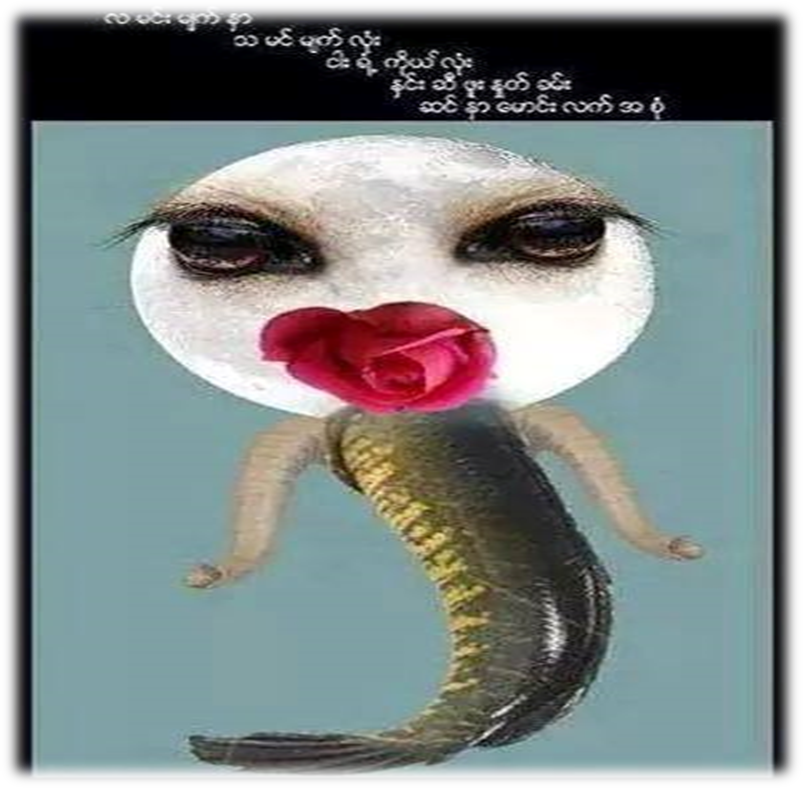 လ မင်း မျက် နှာ
သ မင် မျက် လုံး
ငါး ရံ့ ကိုယ် လုံး
နှင်း ဆီ ဖူး နှုတ် ခမ်း
ဆင် နှာ မောင်း လက် အ စုံ